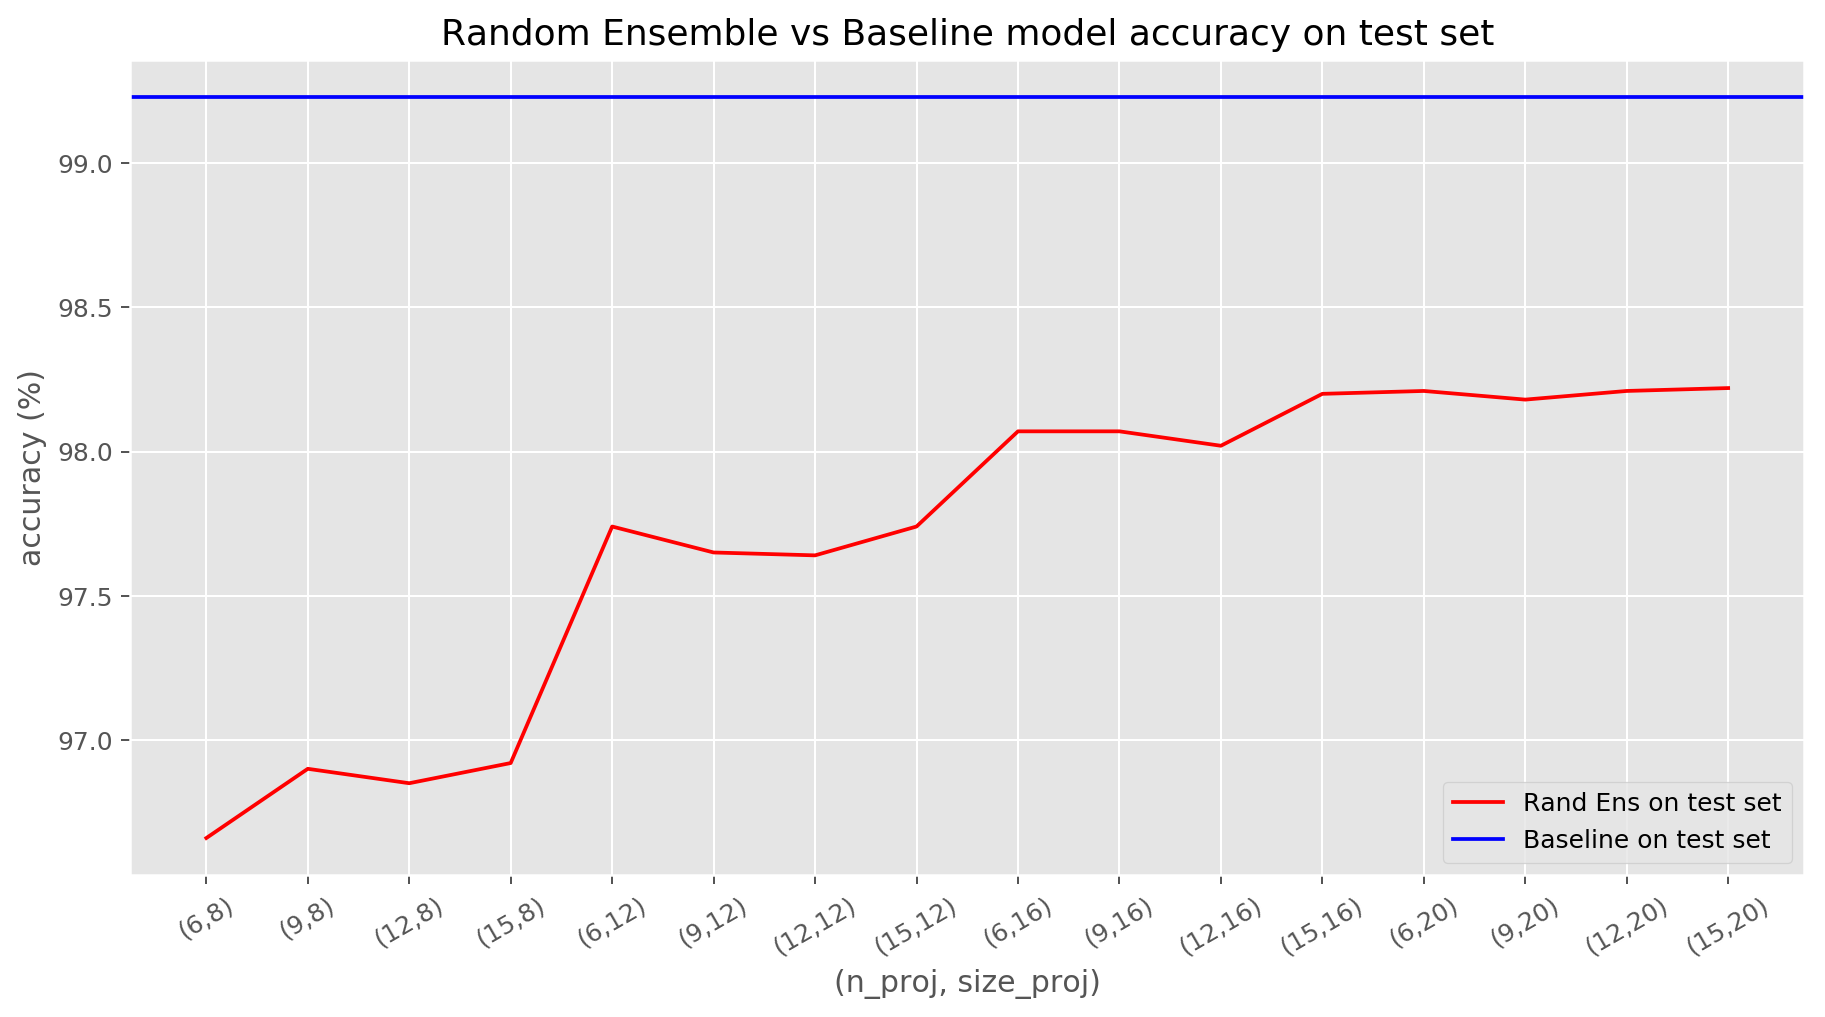 Random Ensemble vs Baseline model accuracy on test set
accuracy (%)
99.0
98.5
98.0
97.5
97.0
Rand Ens on test set
Baseline on test set
(6,8) (9,8) (12,8) (15,8) (6,12) (9,12) (12,12) (15,12) (6,16) (9,16) (12,16) (15,16) (6,20) (9,20) (12,20) (15,20)
(n_proj, size_proj)